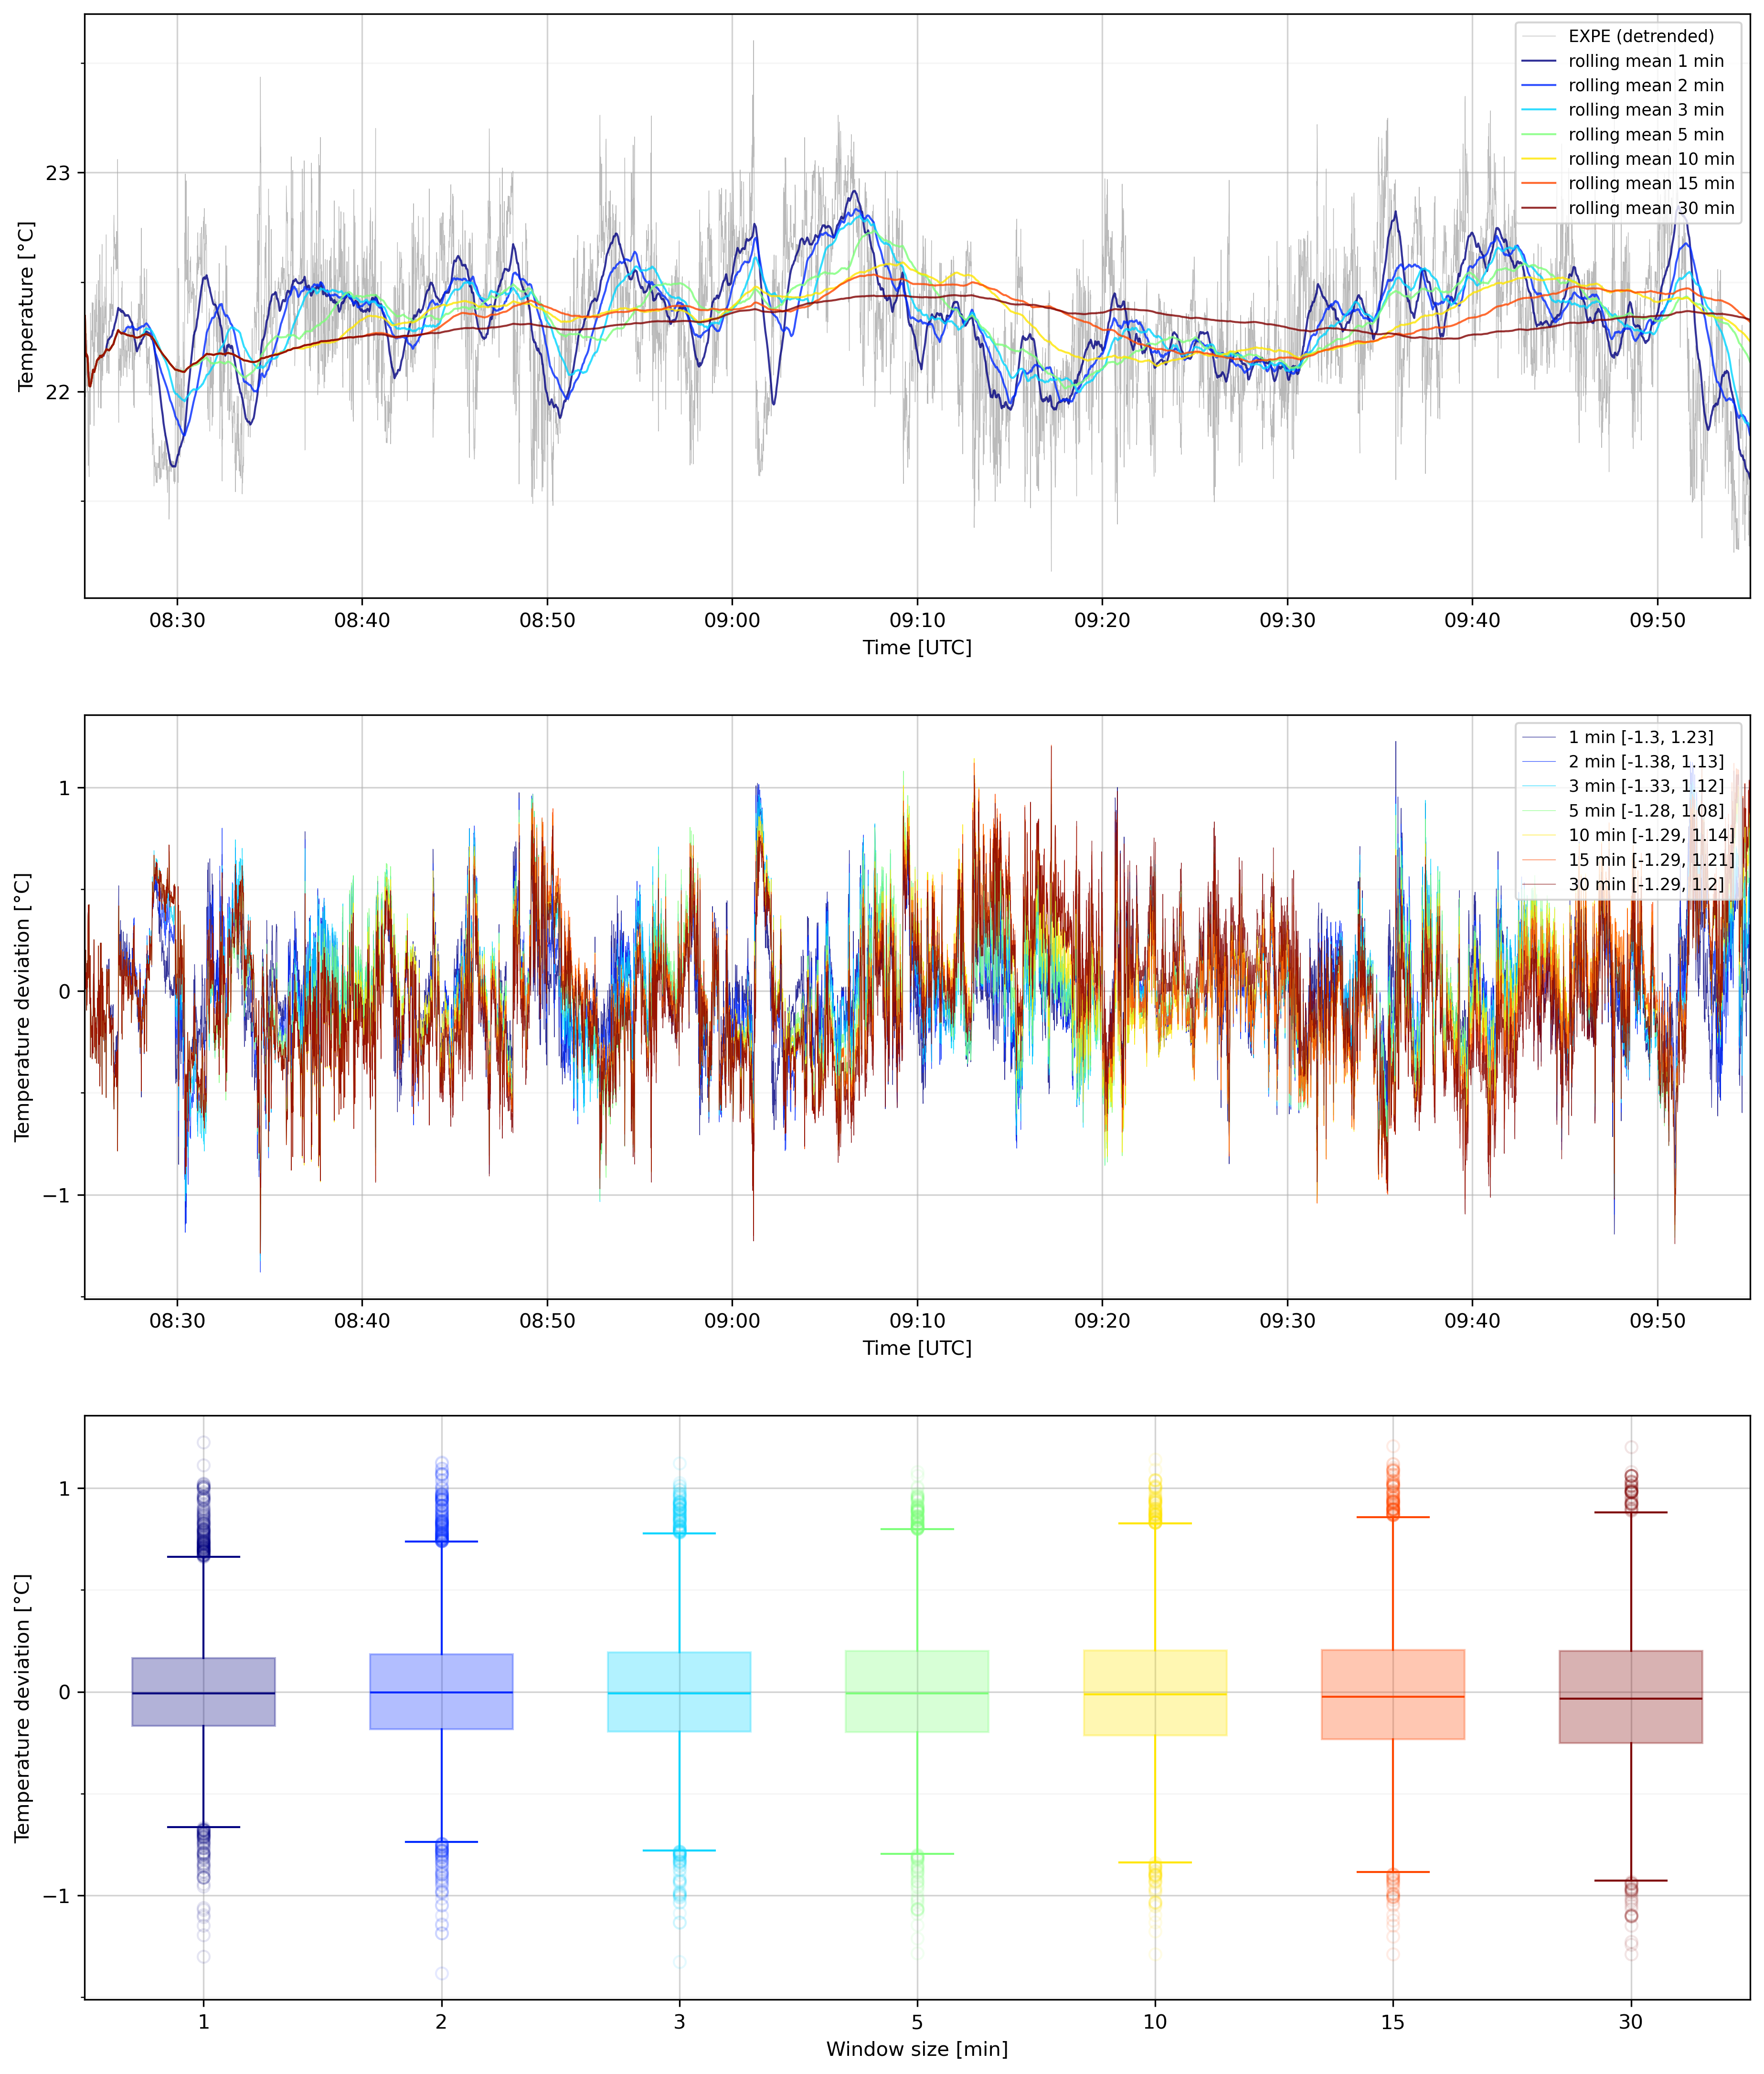 Temperature [°C]
23
22
EXPE (detrended)
rolling mean 1 min
rolling mean 2 min
rolling mean 3 min
rolling mean 5 min
rolling mean 10 min
rolling mean 15 min
rolling mean 30 min
08:30 08:40 08:50 09:00 09:10 09:20 09:30 09:40 09:50
Time [UTC]
Temperature deviation [°C]
1
0
−1
1 min [-1.3, 1.23]
2 min [-1.38, 1.13]
3 min [-1.33, 1.12]
5 min [-1.28, 1.08]
10 min [-1.29, 1.14]
15 min [-1.29, 1.21]
30 min [-1.29, 1.2]
08:30 08:40 08:50 09:00 09:10 09:20 09:30 09:40 09:50
Time [UTC]
Temperature deviation [°C]
1
0
−1
1 2 3 5 10 15 30
Window size [min]